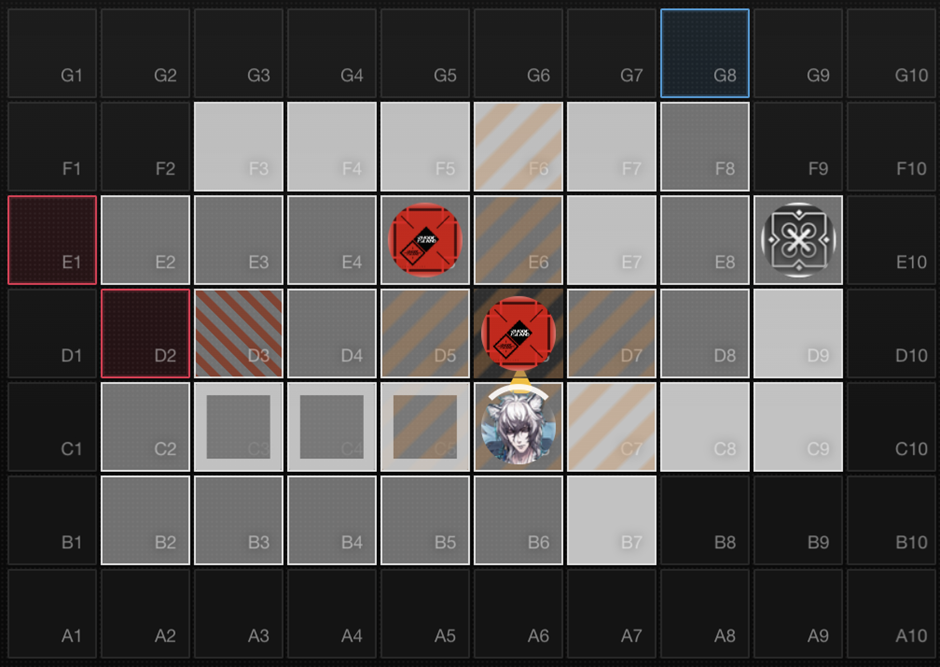 G1 G2 G3 G4 G5 G6 G7 G8 G9 G10
F1 F2 F3 F4 F5 F6 F7 F8 F9 F10
E1 E2 E3 E4 E6 E7 E8 E10
D1 D2 D3 D4 D5 D7 D8 D9 D10
C1 C2 C3 C4 C5 C7 C8 C9 C10
B1 B2 B3 B4 B5 B6 B7 B8 B9 B10
A1 A2 A3 A4 A5 A6 A7 A8 A9 A10